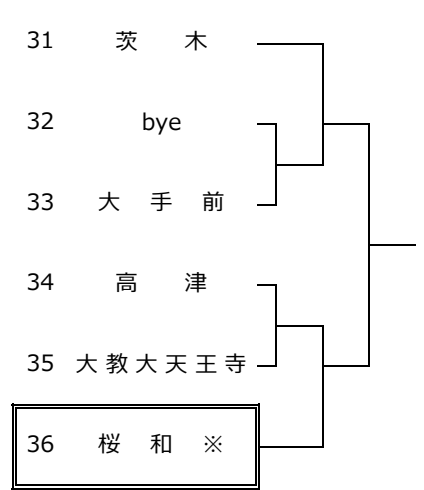 31 茨 木
32 bye
33 大 手 前
34 高 津
35 大 教 大 天 王 寺
36 桜 和 ※